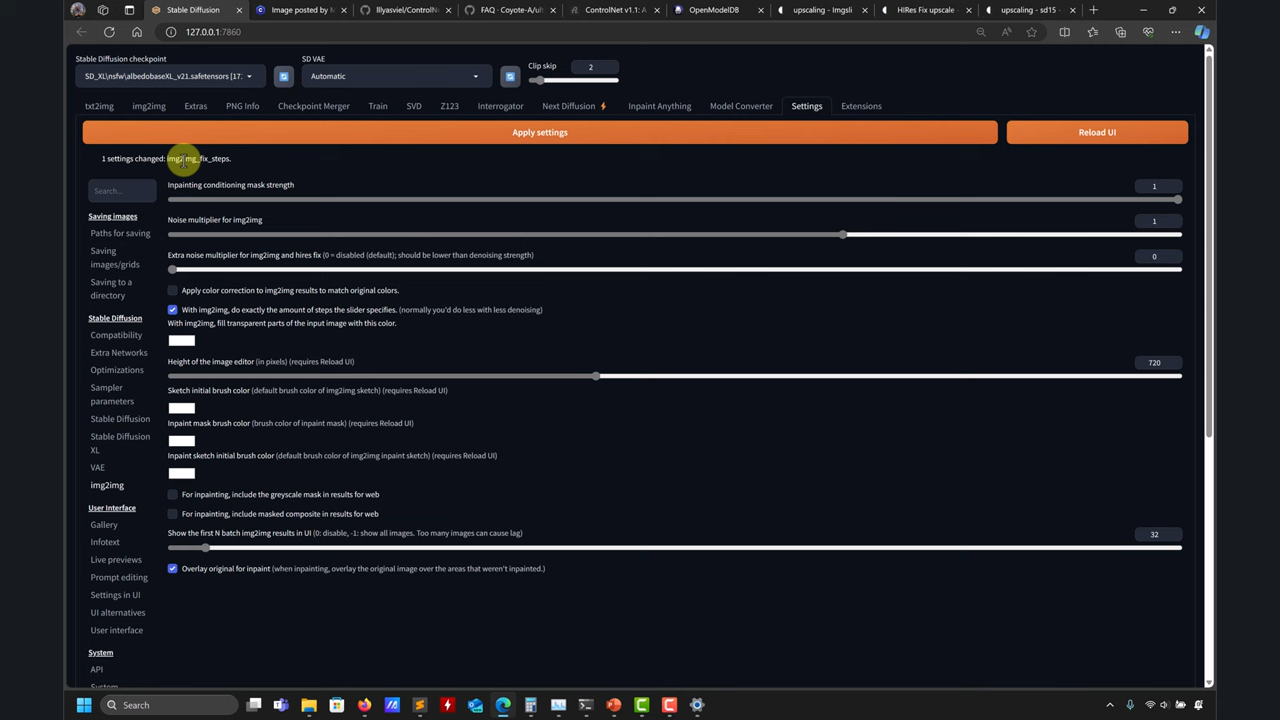 Stable Diffusion
Image posted by M
Illyasviel/ControlNe
FAQ · Coyote-A/ul
ControlNet v1.1: A
OpenModelDB
upscaling - Imgsli
HIRes Fix upscale
upscaling - sd15
127.0.0.1:7860
Stable Diffusion checkpoint
SD VAE
Clip skip
2
SD_XL\nsfw\albedobaseXL_v21.safetensors [17:
Automatic
txt2img
img2img
Extras
PNG Info
Checkpoint Merger
Train
SVD
Z123
Interrogator
Next Diffusion ⚡
Inpaint Anything
Model Converter
Settings
Extensions
Apply settings
Reload UI
1 settings changed: img2img_fix_steps.
Search...
Saving images
Paths for saving
Saving
images/grids
Saving to a
directory
Stable Diffusion
Compatibility
Extra Networks
Optimizations
Sampler
parameters
Stable Diffusion
Stable Diffusion
XL
VAE
img2img
User Interface
Gallery
Infotext
Live previews
Prompt editing
Settings in UI
UI alternatives
User interface
System
API
System
Inpainting conditioning mask strength
1
Noise multiplier for img2img
1
Extra noise multiplier for img2img and hires fix (0 = disabled (default); should be lower than denoising strength)
0
Apply color correction to img2img results to match original colors.
With img2img, do exactly the amount of steps the slider specifies. (normally you'd do less with less denoising)
With img2img, fill transparent parts of the input image with this color.
Height of the image editor (in pixels) (requires Reload UI)
720
Sketch initial brush color (default brush color of img2img sketch) (requires Reload UI)
Inpaint mask brush color (brush color of inpaint mask) (requires Reload UI)
Inpaint sketch initial brush color (default brush color of img2img inpaint sketch) (requires Reload UI)
For inpainting, include the greyscale mask in results for web
For inpainting, include masked composite in results for web
Show the first N batch img2img results in UI (0: disable, -1: show all images. Too many images can cause lag)
32
Overlay original for inpaint (when inpainting, overlay the original image over the areas that weren't inpainted.)
Search